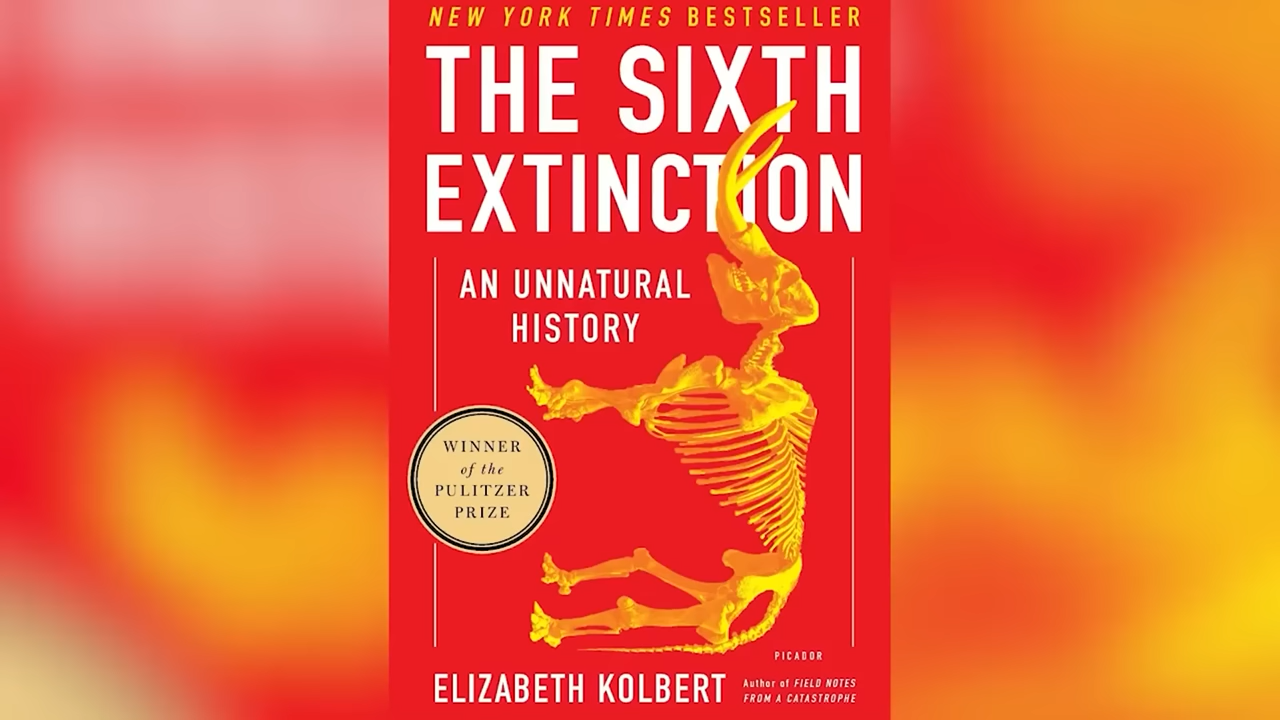 NEW YORK TIMES BESTSELLER
THE SIXTH
EXTINCTION
AN UNNATURAL
HISTORY
WINNER
of the
PULITZER
PRIZE
PICADOR
ELIZABETH KOLBERT
Author of FIELD NOTES
FROM A CATASTROPHE